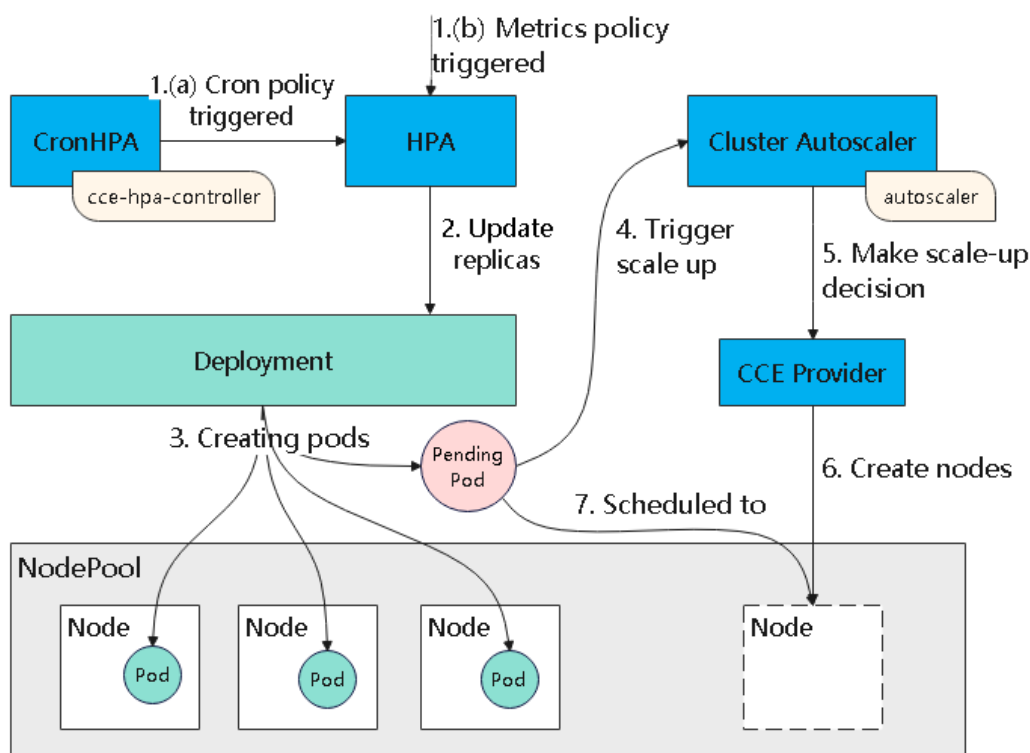 1.(b) Metrics policy
triggered
1.(a) Cron policy
triggered
CronHPA
cce-hpa-controller
HPA
Cluster Autoscaler
autoscaler
2. Update
replicas
4. Trigger
scale up
5. Make scale-up
decision
Deployment
CCE Provider
3. Creating pods
Pending
Pod
6. Create nodes
7. Scheduled to
NodePool
Node
Pod
Node
Pod
Node
Pod
Node